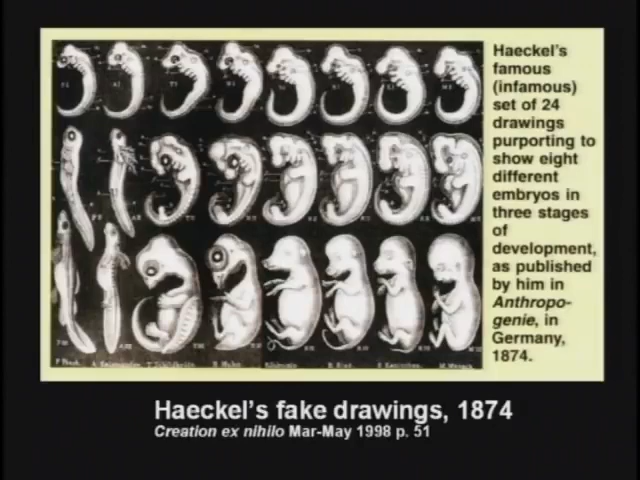 Haeckel's
famous
(infamous)
set of 24
drawings
purporting to
show eight
different
embryos in
three stages
of
development,
as published
by him in
Anthropo-
genie, in
Germany,
1874.
Haeckel's fake drawings, 1874
Creation ex nihilo Mar-May 1998 p. 51